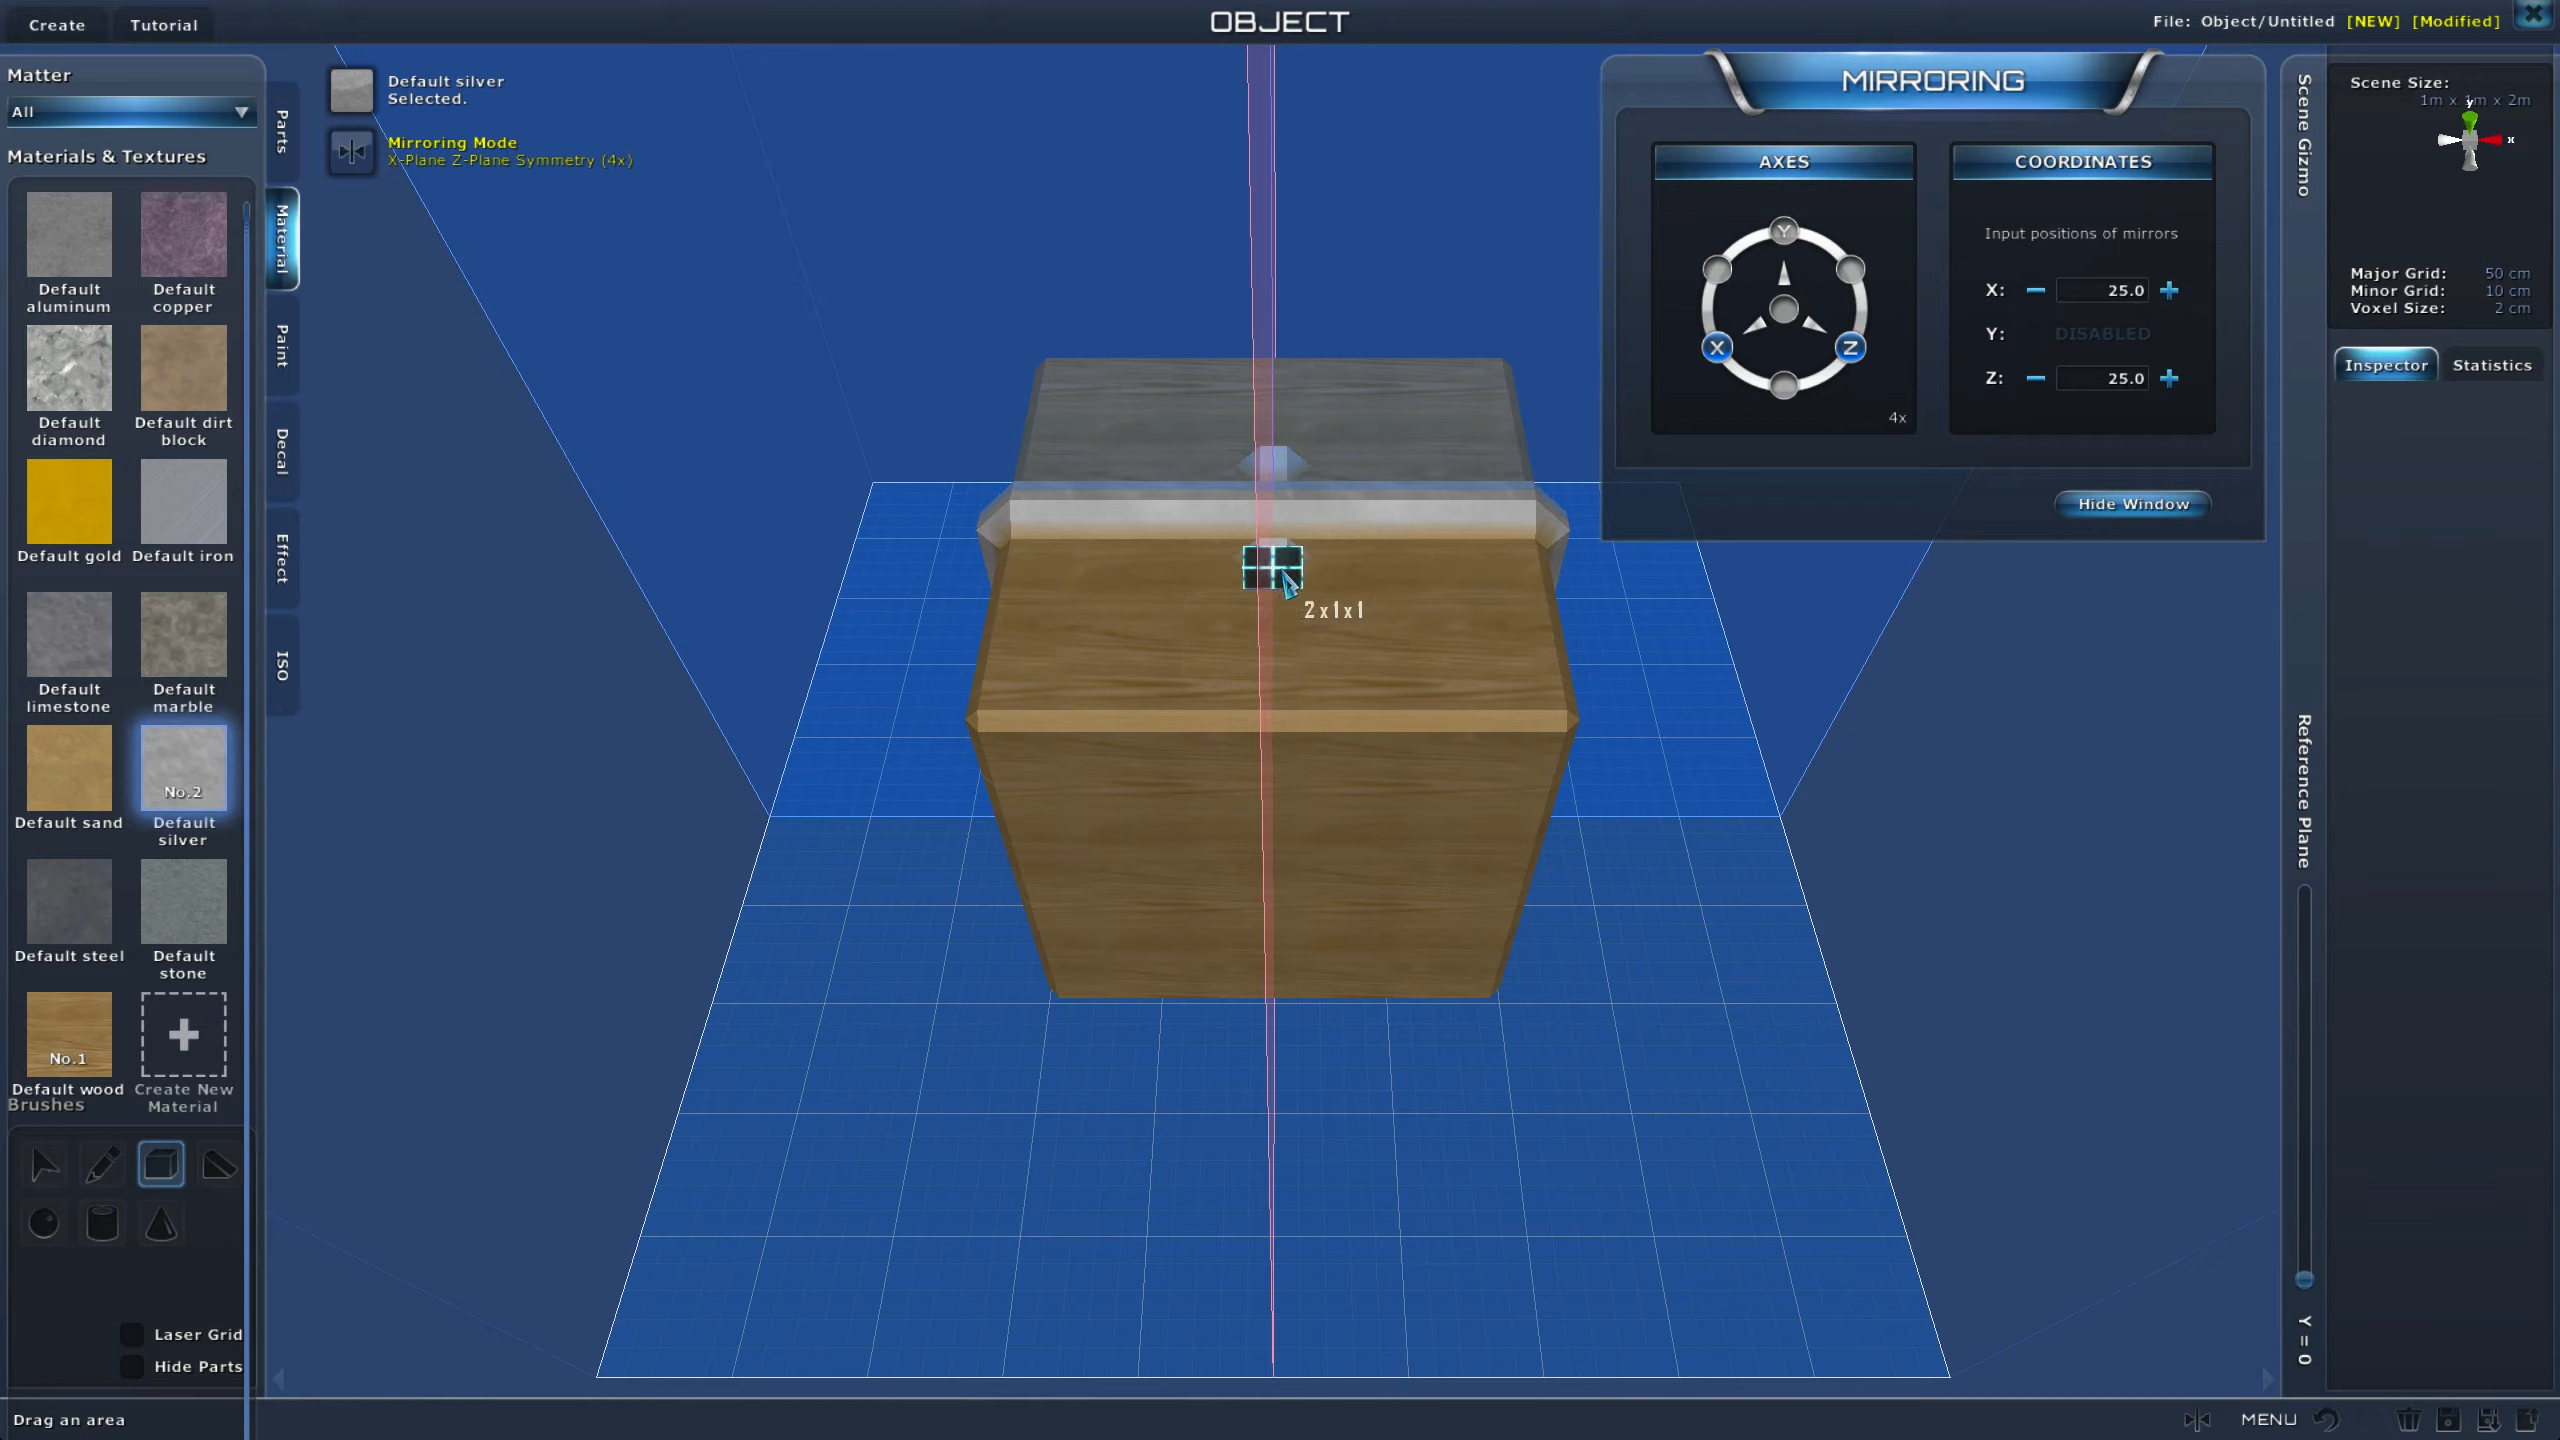 Create
Tutorial
OBJECT
File: Object/Untitled [NEW] [Modified]
Matter
All
Materials & Textures
Default aluminum
Default copper
Default diamond
Default dirt block
Default gold
Default iron
Default limestone
Default marble
Default sand
No.2
Default silver
Default steel
Default stone
No.1
Default wood
Create New Material
Brushes
Laser Grid
Hide Parts
Drag an area
Parts
Material
Paint
Decal
Effect
ISO
Default silver
Selected.
Mirroring Mode
X-Plane Z-Plane Symmetry (4x)
2x1x1
MIRRORING
AXES
Y
X
Z
4x
COORDINATES
Input positions of mirrors
X: 25.0
Y: DISABLED
Z: 25.0
Hide Window
Scene Gizmo
Reference Plane
Y = 0
Scene Size:
1m x 1m x 2m
y
x
Major Grid: 50 cm
Minor Grid: 10 cm
Voxel Size: 2 cm
Inspector
Statistics
MENU